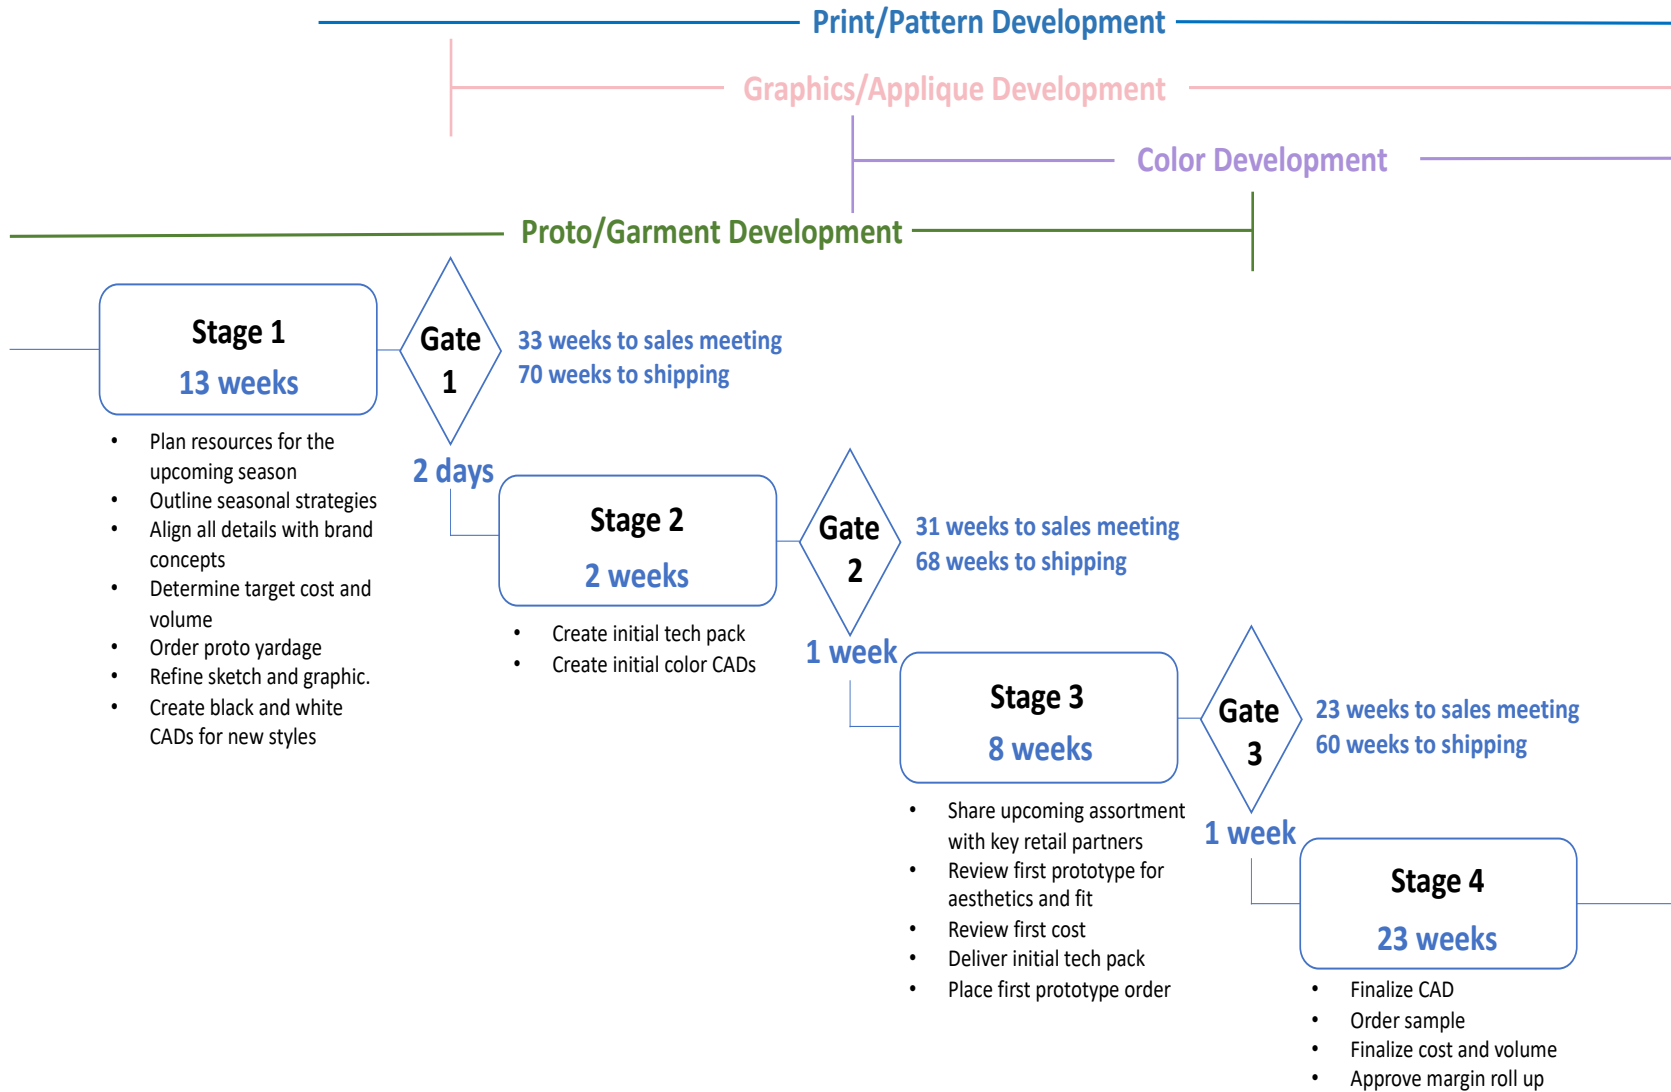 Print/Pattern Development
Graphics/Applique Development
Color Development
Proto/Garment Development
Stage 1
13 weeks
Gate
1
33 weeks to sales meeting
70 weeks to shipping
2 days
• Plan resources for the
upcoming season
• Outline seasonal strategies
• Align all details with brand
concepts
• Determine target cost and
volume
• Order proto yardage
• Refine sketch and graphic.
• Create black and white
CADs for new styles
Stage 2
2 weeks
Gate
2
31 weeks to sales meeting
68 weeks to shipping
1 week
• Create initial tech pack
• Create initial color CADs
Stage 3
8 weeks
Gate
3
23 weeks to sales meeting
60 weeks to shipping
1 week
• Share upcoming assortment
with key retail partners
• Review first prototype for
aesthetics and fit
• Review first cost
• Deliver initial tech pack
• Place first prototype order
Stage 4
23 weeks
• Finalize CAD
• Order sample
• Finalize cost and volume
• Approve margin roll up